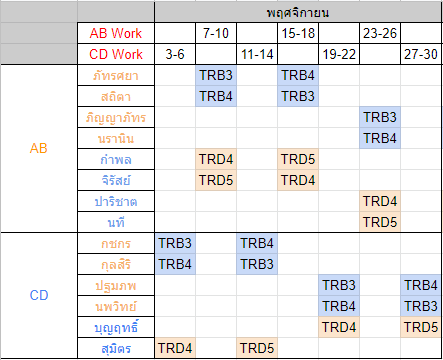 พฤศจิกายน
AB Work 7-10 15-18 23-26
CD Work 3-6 11-14 19-22 27-30
AB
ภัทรศยา TRB3 TRB4
สถิดา TRB4 TRB3
ภิญญาภัทร TRB3
นรานิน TRB4
กำพล TRD4 TRD5
จิรัสย์ TRD5 TRD4
ปาริชาต TRD4
นที TRD5
CD
กชกร TRB3 TRB4
กุลสิริ TRB4 TRB3
ปฐมภพ TRB3 TRB4
นพวิทย์ TRB4 TRB3
บุญฤทธิ์ TRD4 TRD5
สุมิตร TRD4 TRD5